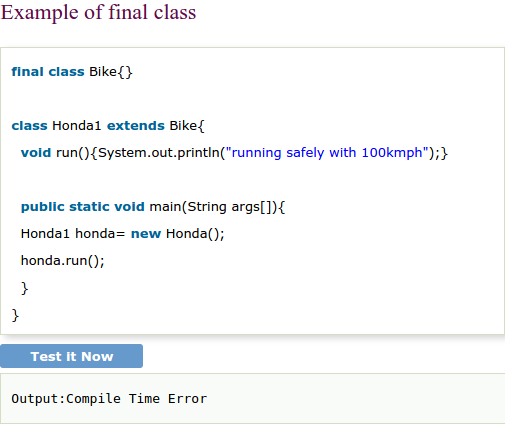 Example of final class
final class Bike{}
class Honda1 extends Bike{
void run(){System.out.println("running safely with 100kmph");}
public static void main(String args[]){
Honda1 honda= new Honda();
honda.run();
}
}
Test it Now
Output:Compile Time Error